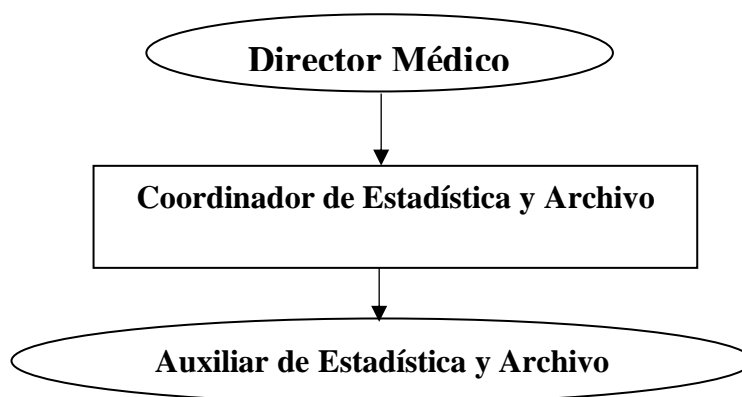 Director Médico
Coordinador de Estadística y Archivo
Auxiliar de Estadística y Archivo